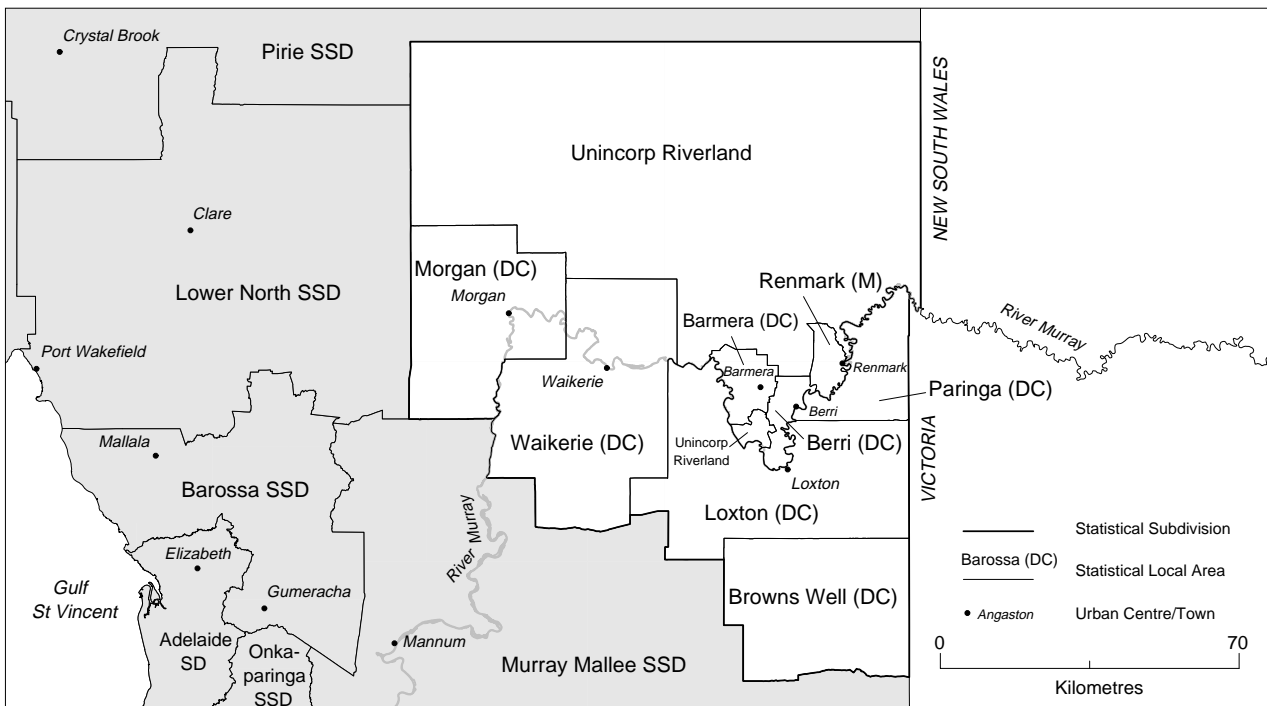 Crystal Brook
Pirie SSD
NEW SOUTH WALES
Unincorp Riverland
Clare
Morgan (DC)
Renmark (M)
Lower North SSD
Morgan
River Murray
Barmera (DC)
Port Wakefield
Waikerie
Barmera
Renmark
Paringa (DC)
Berri
Mallala
Waikerie (DC)
Unincorp
Riverland
Berri (DC)
VICTORIA
Barossa SSD
Loxton
River Murray
Loxton (DC)
Statistical Subdivision
Elizabeth
Barossa (DC)
Statistical Local Area
Gulf
St Vincent
Gumeracha
Browns Well (DC)
Angaston
Urban Centre/Town
Adelaide
SD
Onka-
paringa
SSD
Mannum
Murray Mallee SSD
0
70
Kilometres